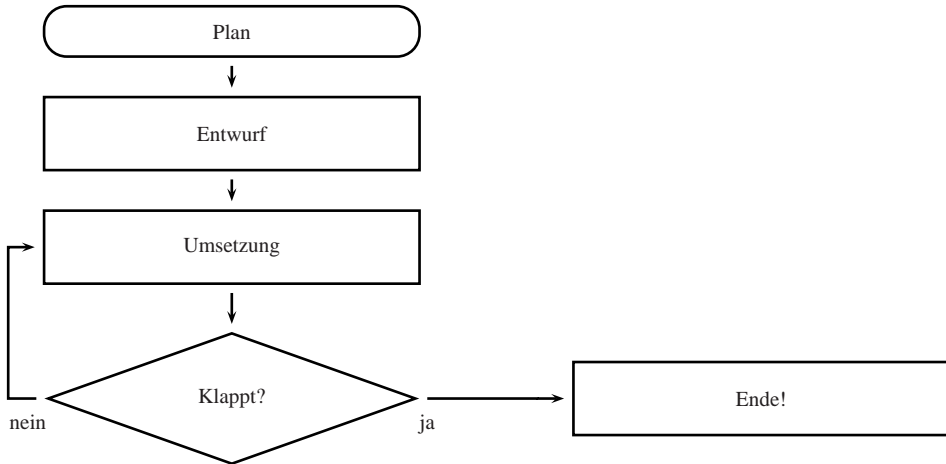 Plan
Entwurf
Umsetzung
Klappt?
Ende!
nein
ja